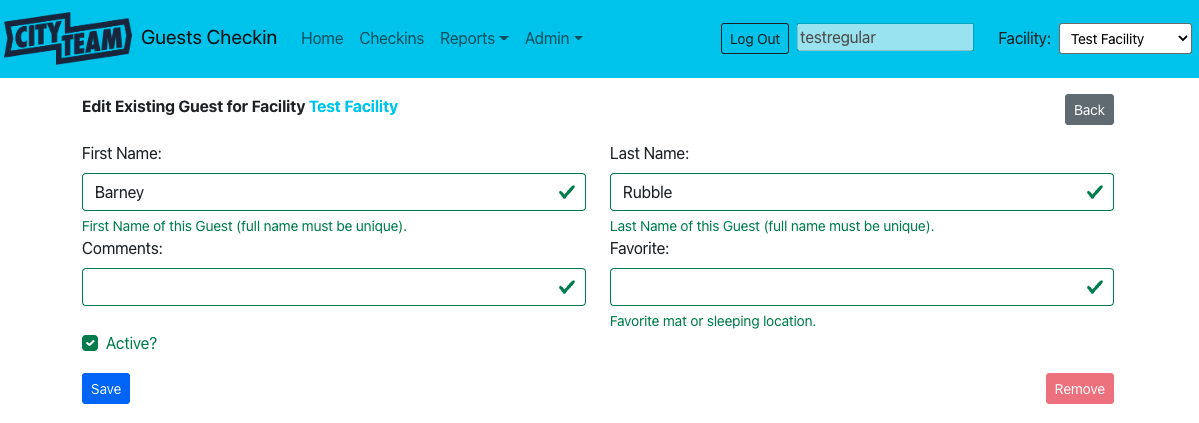 CITY TEAM Guests Checkin Home Checkins Reports Admin Log Out testregular Facility: Test Facility
Edit Existing Guest for Facility Test Facility Back
First Name: Last Name:
Barney Rubble
First Name of this Guest (full name must be unique). Last Name of this Guest (full name must be unique).
Comments: Favorite:
Favorite mat or sleeping location.
Active?
Save Remove